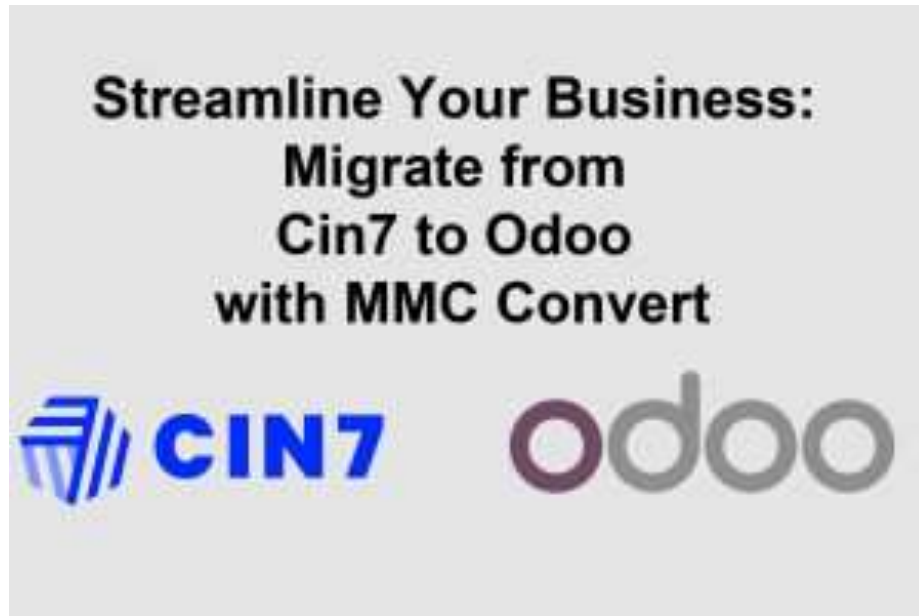 Streamline Your Business:
Migrate from
Cin7 to Odoo
with MMC Convert
CIN7
odoo